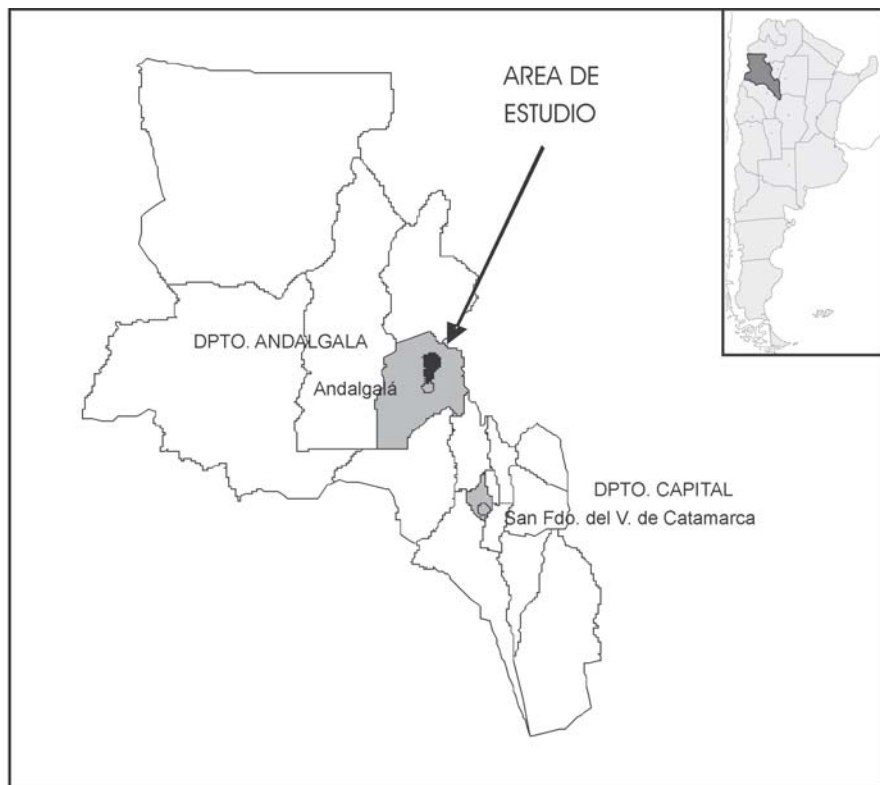 AREA DE
ESTUDIO
DPTO. ANDALGALA
Andalgalá
DPTO. CAPITAL
San Fdo. del V. de Catamarca